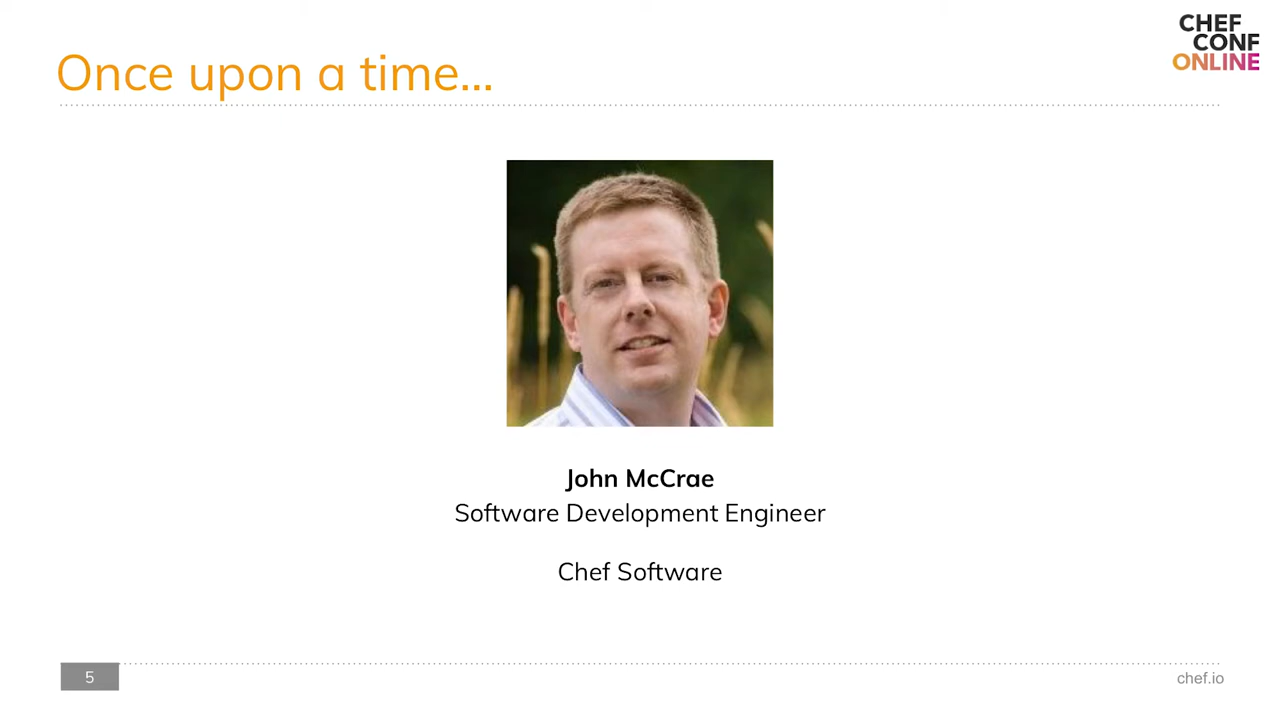 CHEF
CONF
ONLINE
Once upon a time...
John McCrae
Software Development Engineer
Chef Software
5
chef.io